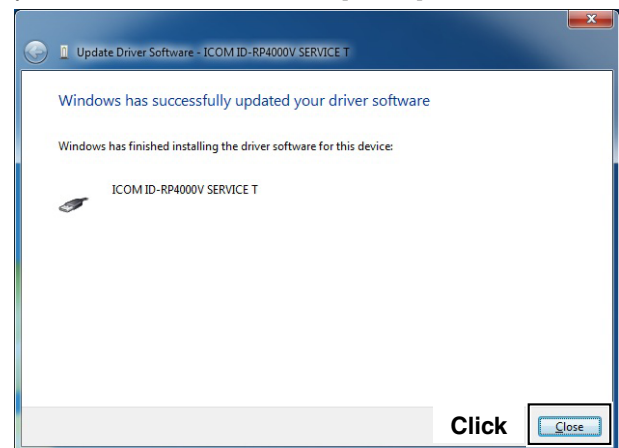 Update Driver Software - ICOM ID-RP4000V SERVICE T
Windows has successfully updated your driver software
Windows has finished installing the driver software for this device:
ICOM ID-RP4000V SERVICE T
Click
Close